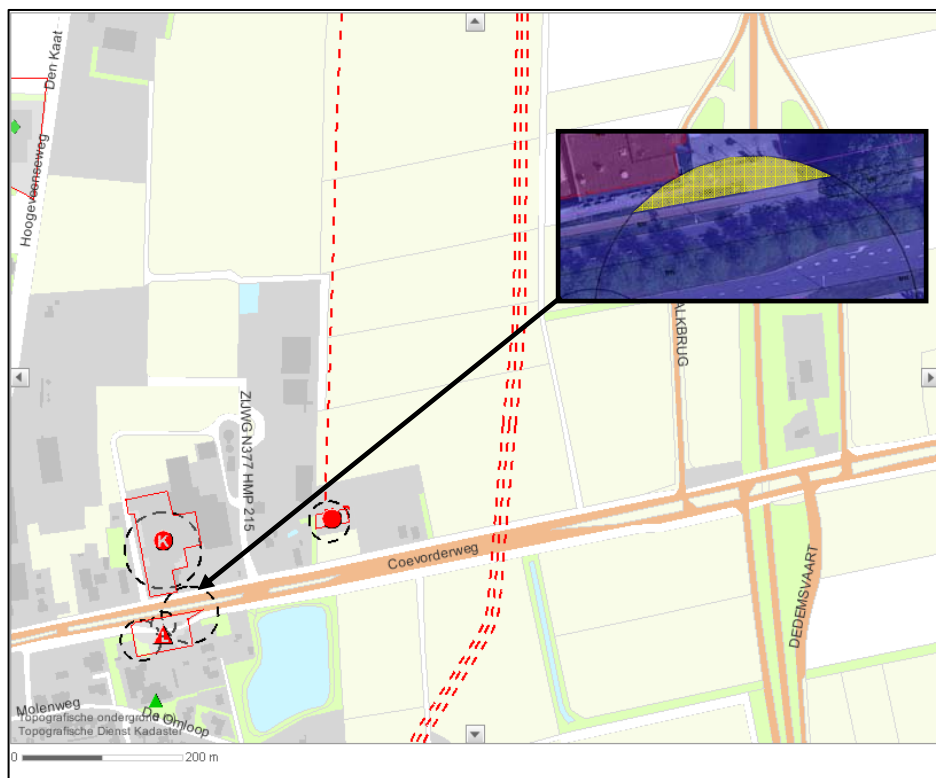 Den Kaat
Hoogeveenseweg
ALKBRUG
ZIJWG N377 HMP 215
K
Coevorderweg
DEDEMSVAART
Molenweg
De Omloop
Topografische ondergrond
Topografische Dienst Kadaster
0
200 m